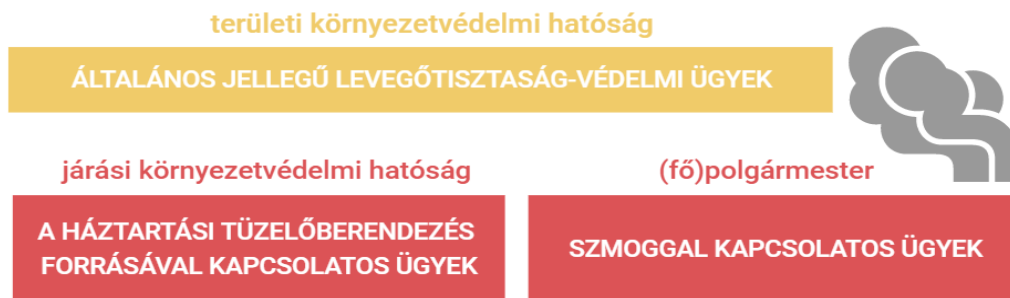 területi környezetvédelmi hatóság
ÁLTALÁNOS JELLEGŰ LEVEGŐTISZTASÁG-VÉDELMI ÜGYEK
járási környezetvédelmi hatóság
A HÁZTARTÁSI TÜZELŐBERENDEZÉS
FORRÁSÁVAL KAPCSOLATOS ÜGYEK
(fő)polgármester
SZMOGGAL KAPCSOLATOS ÜGYEK